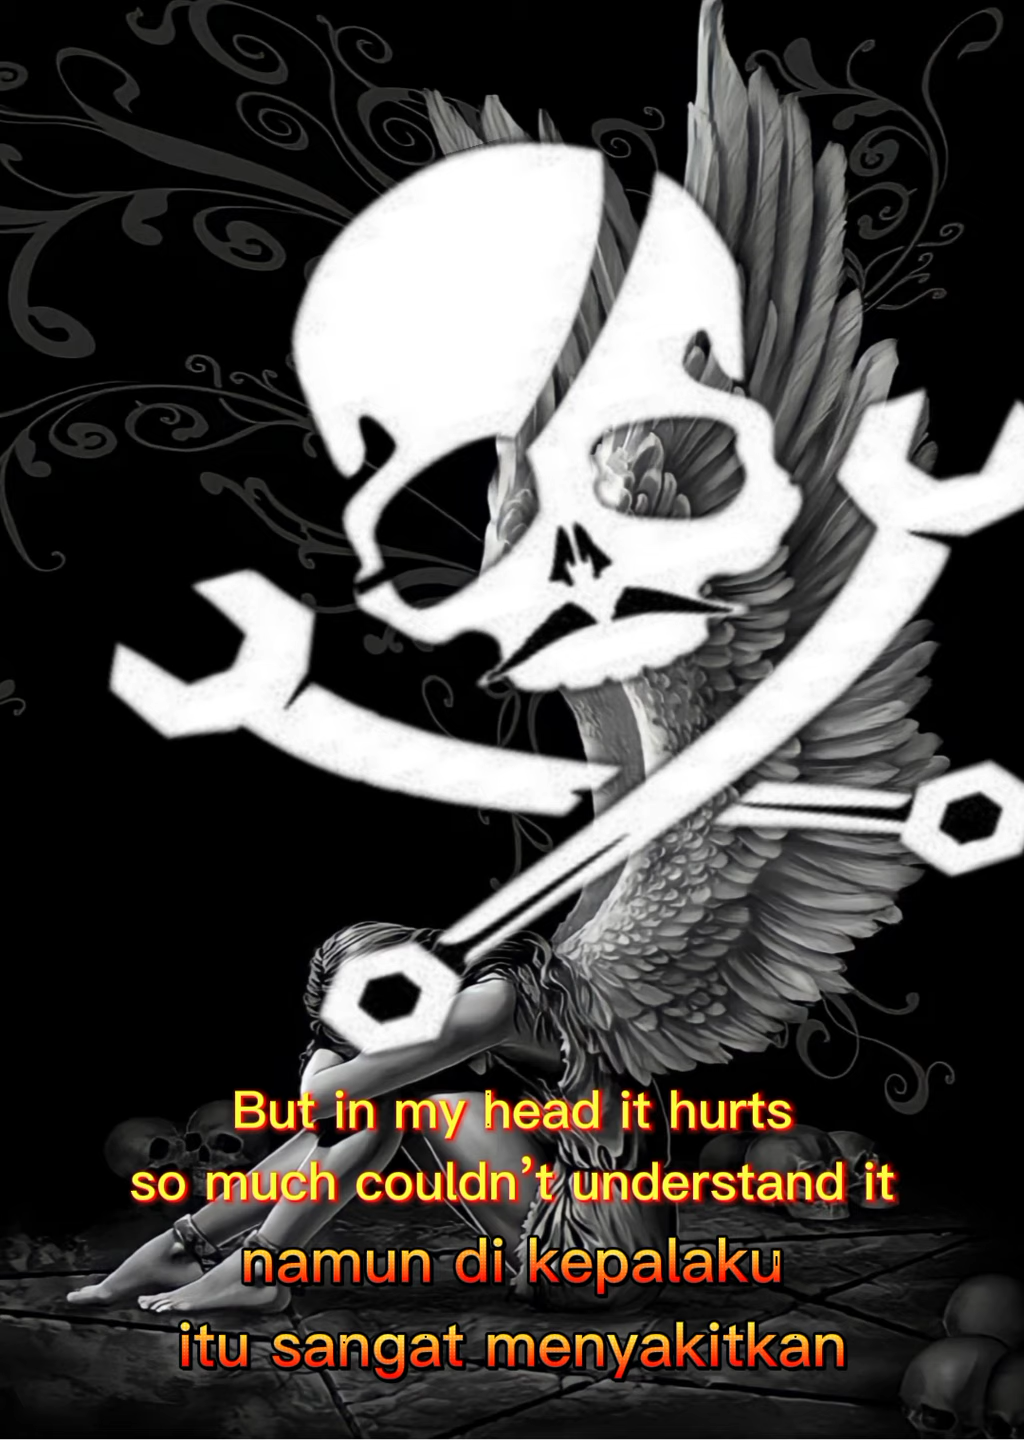 But in my head it hurts
so much couldn't understand it
namun di kepalaku
itu sangat menyakitkan